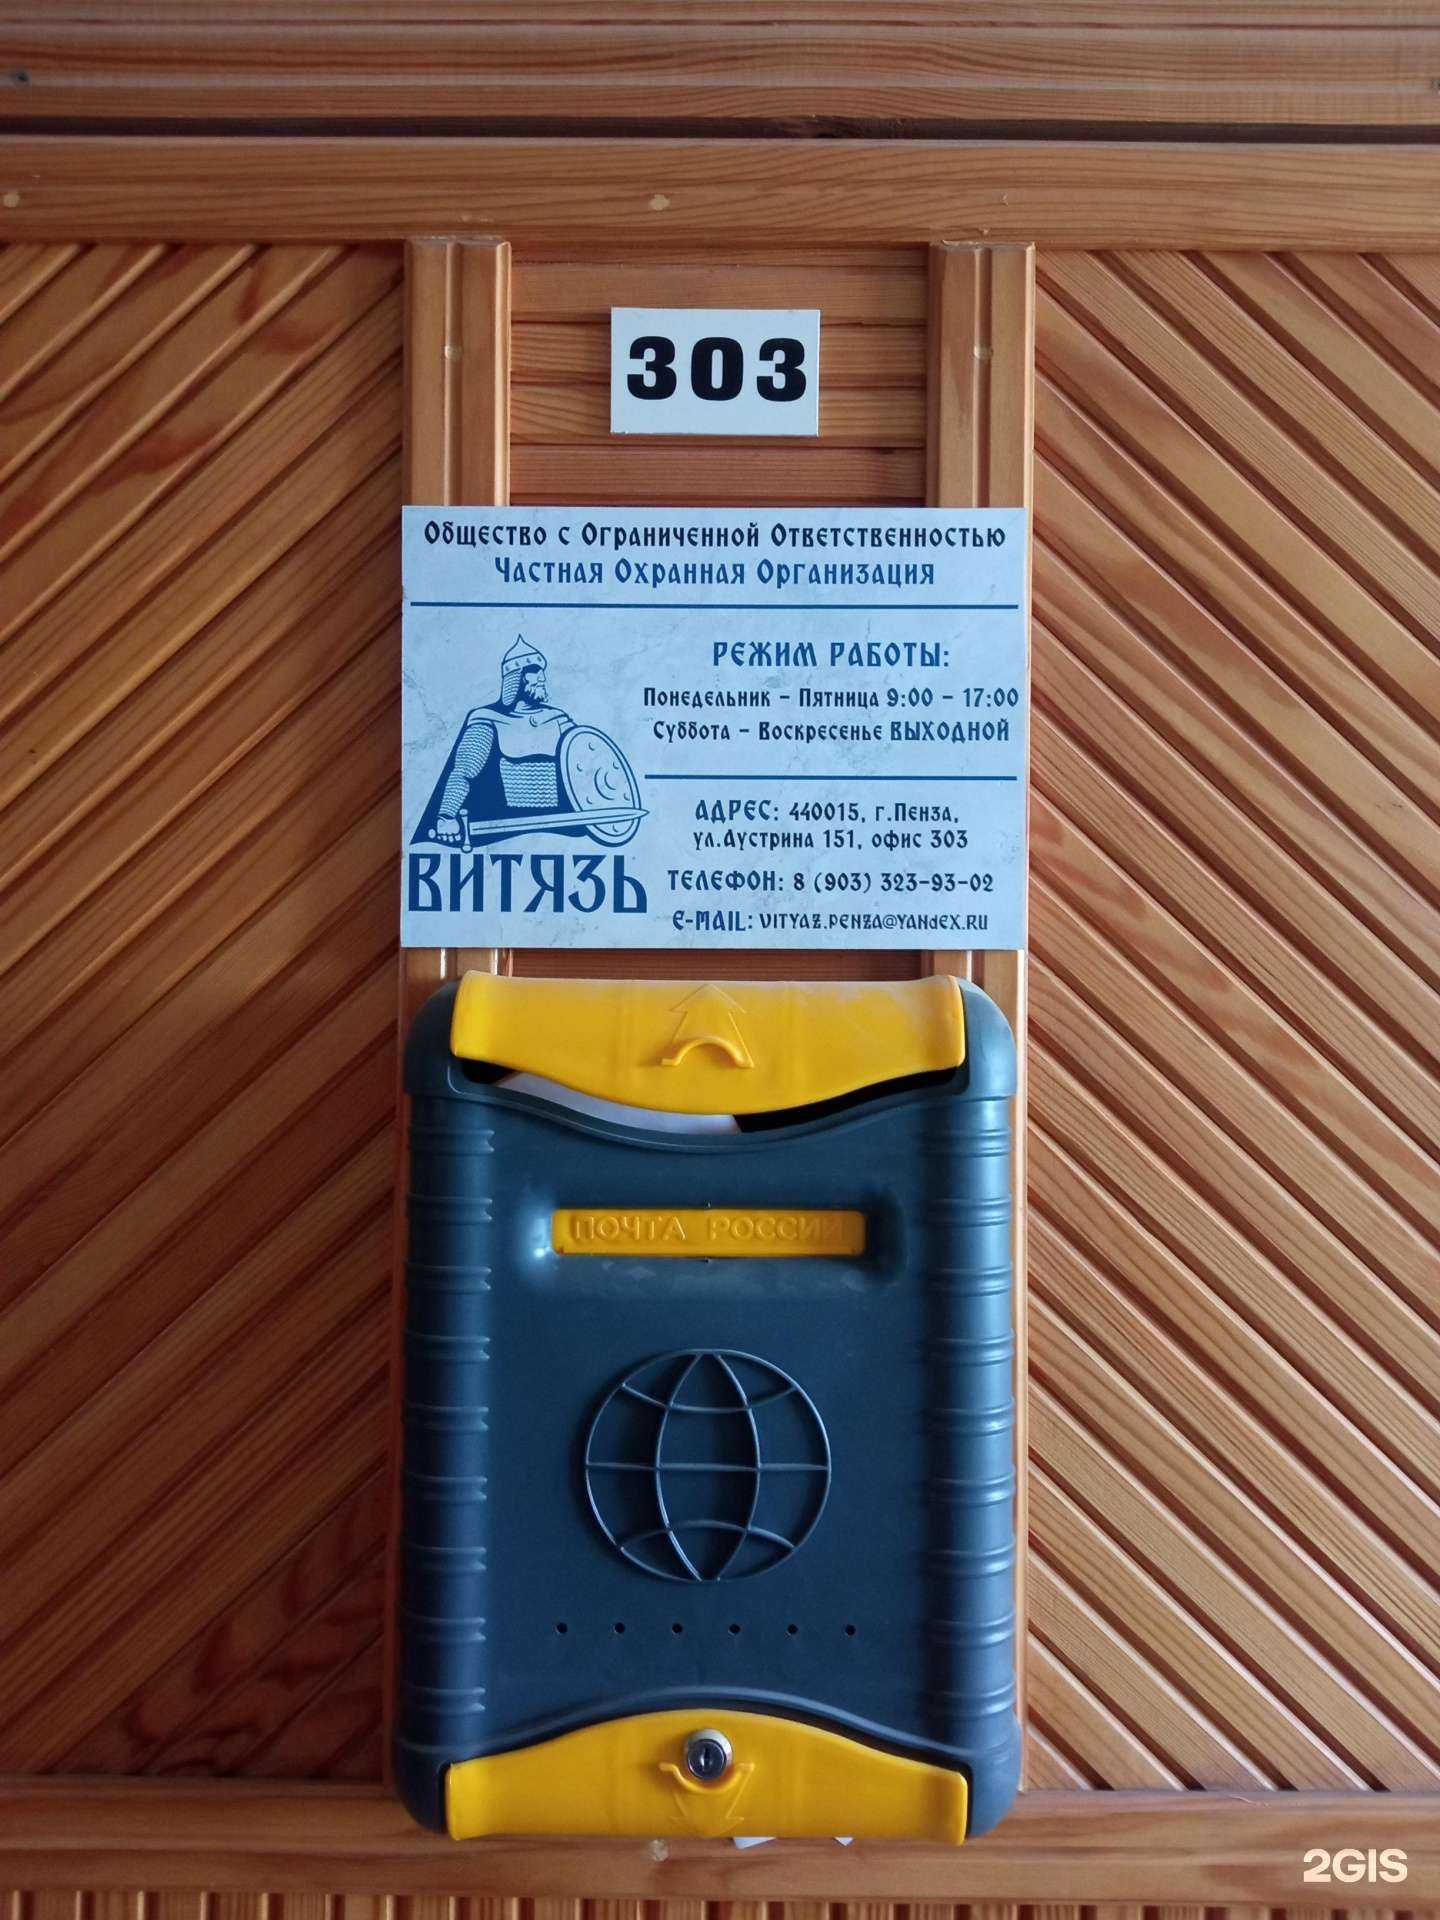 303
Общество с Ограниченной Ответственностью
Частная Охранная Организация
РЕЖИМ РАБОТЫ:
Понедельник - Пятница 9:00 - 17:00
Суббота - Воскресенье ВЫХОДНОЙ
АДРЕС: 440015, г.Пенза,
ул.Аустрина 151, офис 303
ВИТЯЗЬ
ТЕЛЕФОН: 8 (903) 323-93-02
E-MAIL: VITYAZ.PENZA@YANDEX.RU
ПОЧТА РОССИИ
2GIS